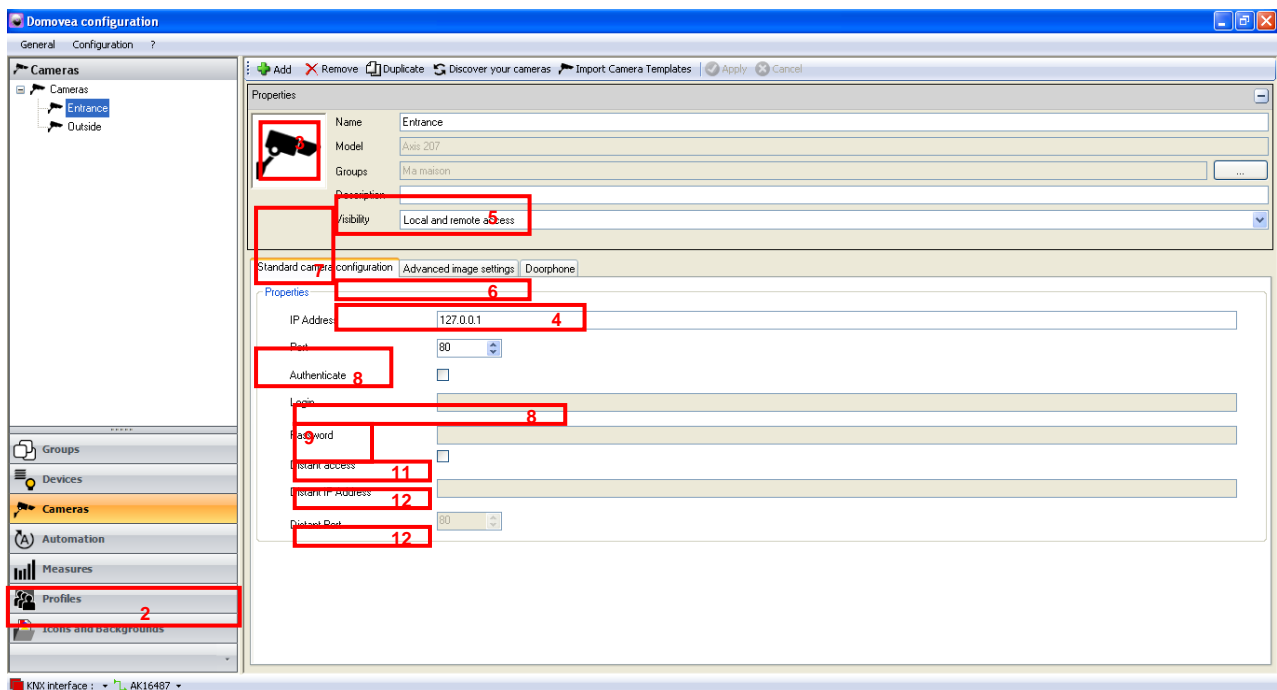 Domovea configuration
General Configuration ?
Cameras
Add Remove Duplicate Discover your cameras Import Camera Templates Apply Cancel
Cameras
Entrance
Outside
Properties
Name Entrance
3
Model Axis 207
Groups Ma maison ...
Description
Visibility Local and remote access
5
7
Standard camera configuration Advanced image settings Doorphone
6
Properties
IP Address 127.0.0.1
4
Port 80
Authenticate
8
Login
8
Password
9
Distant access
11
Distant IP Address
12
Distant Port 80
12
Groups
Devices
Cameras
Automation
Measures
Profiles
2
Icons and Backgrounds
KNX interface : AK16487